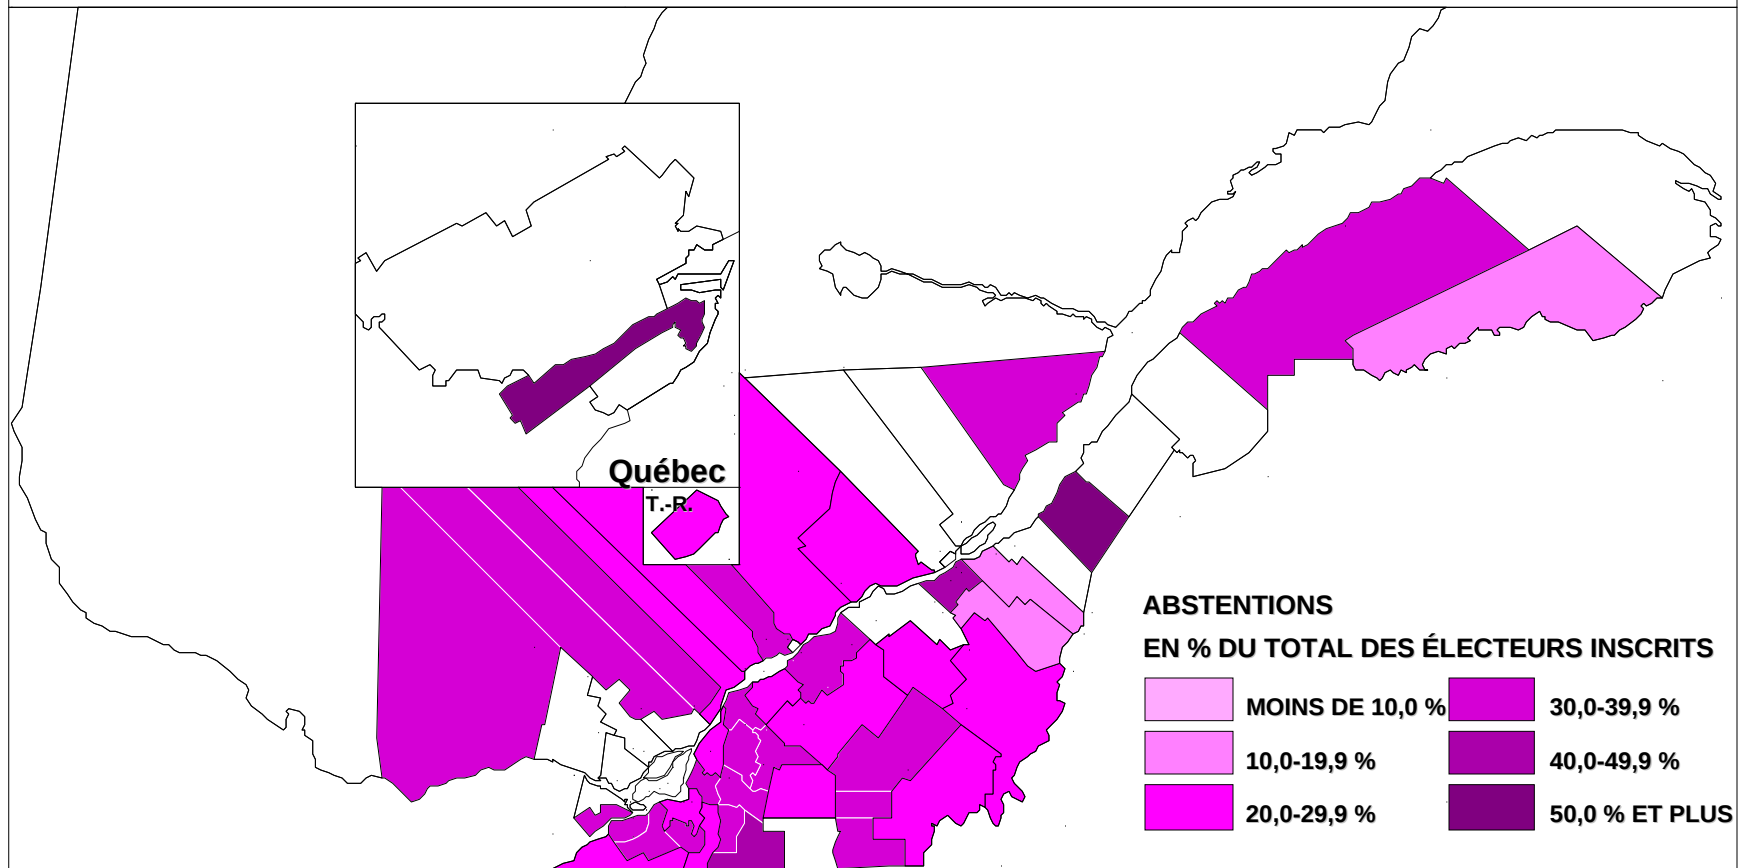 Québec
T.-R.
ABSTENTIONS
EN % DU TOTAL DES ÉLECTEURS INSCRITS
MOINS DE 10,0 %
30,0-39,9 %
10,0-19,9 %
40,0-49,9 %
20,0-29,9 %
50,0 % ET PLUS